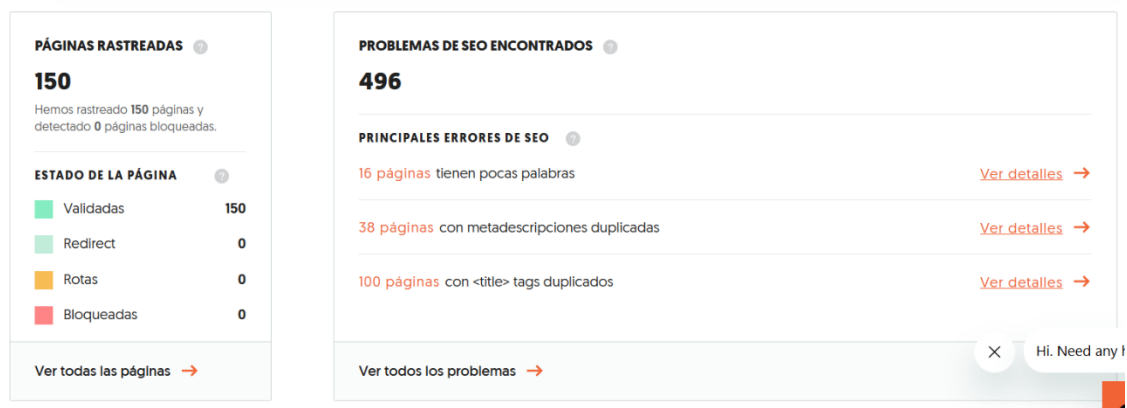 PÁGINAS RASTREADAS ?
150
Hemos rastreado 150 páginas y
detectado 0 páginas bloqueadas.
ESTADO DE LA PÁGINA ?
Validadas 150
Redirect 0
Rotas 0
Bloqueadas 0
Ver todas las páginas →
PROBLEMAS DE SEO ENCONTRADOS ?
496
PRINCIPALES ERRORES DE SEO ?
16 páginas tienen pocas palabras Ver detalles →
38 páginas con metadescripciones duplicadas Ver detalles →
100 páginas con <title> tags duplicados Ver detalles →
Ver todos los problemas →
Hi. Need any